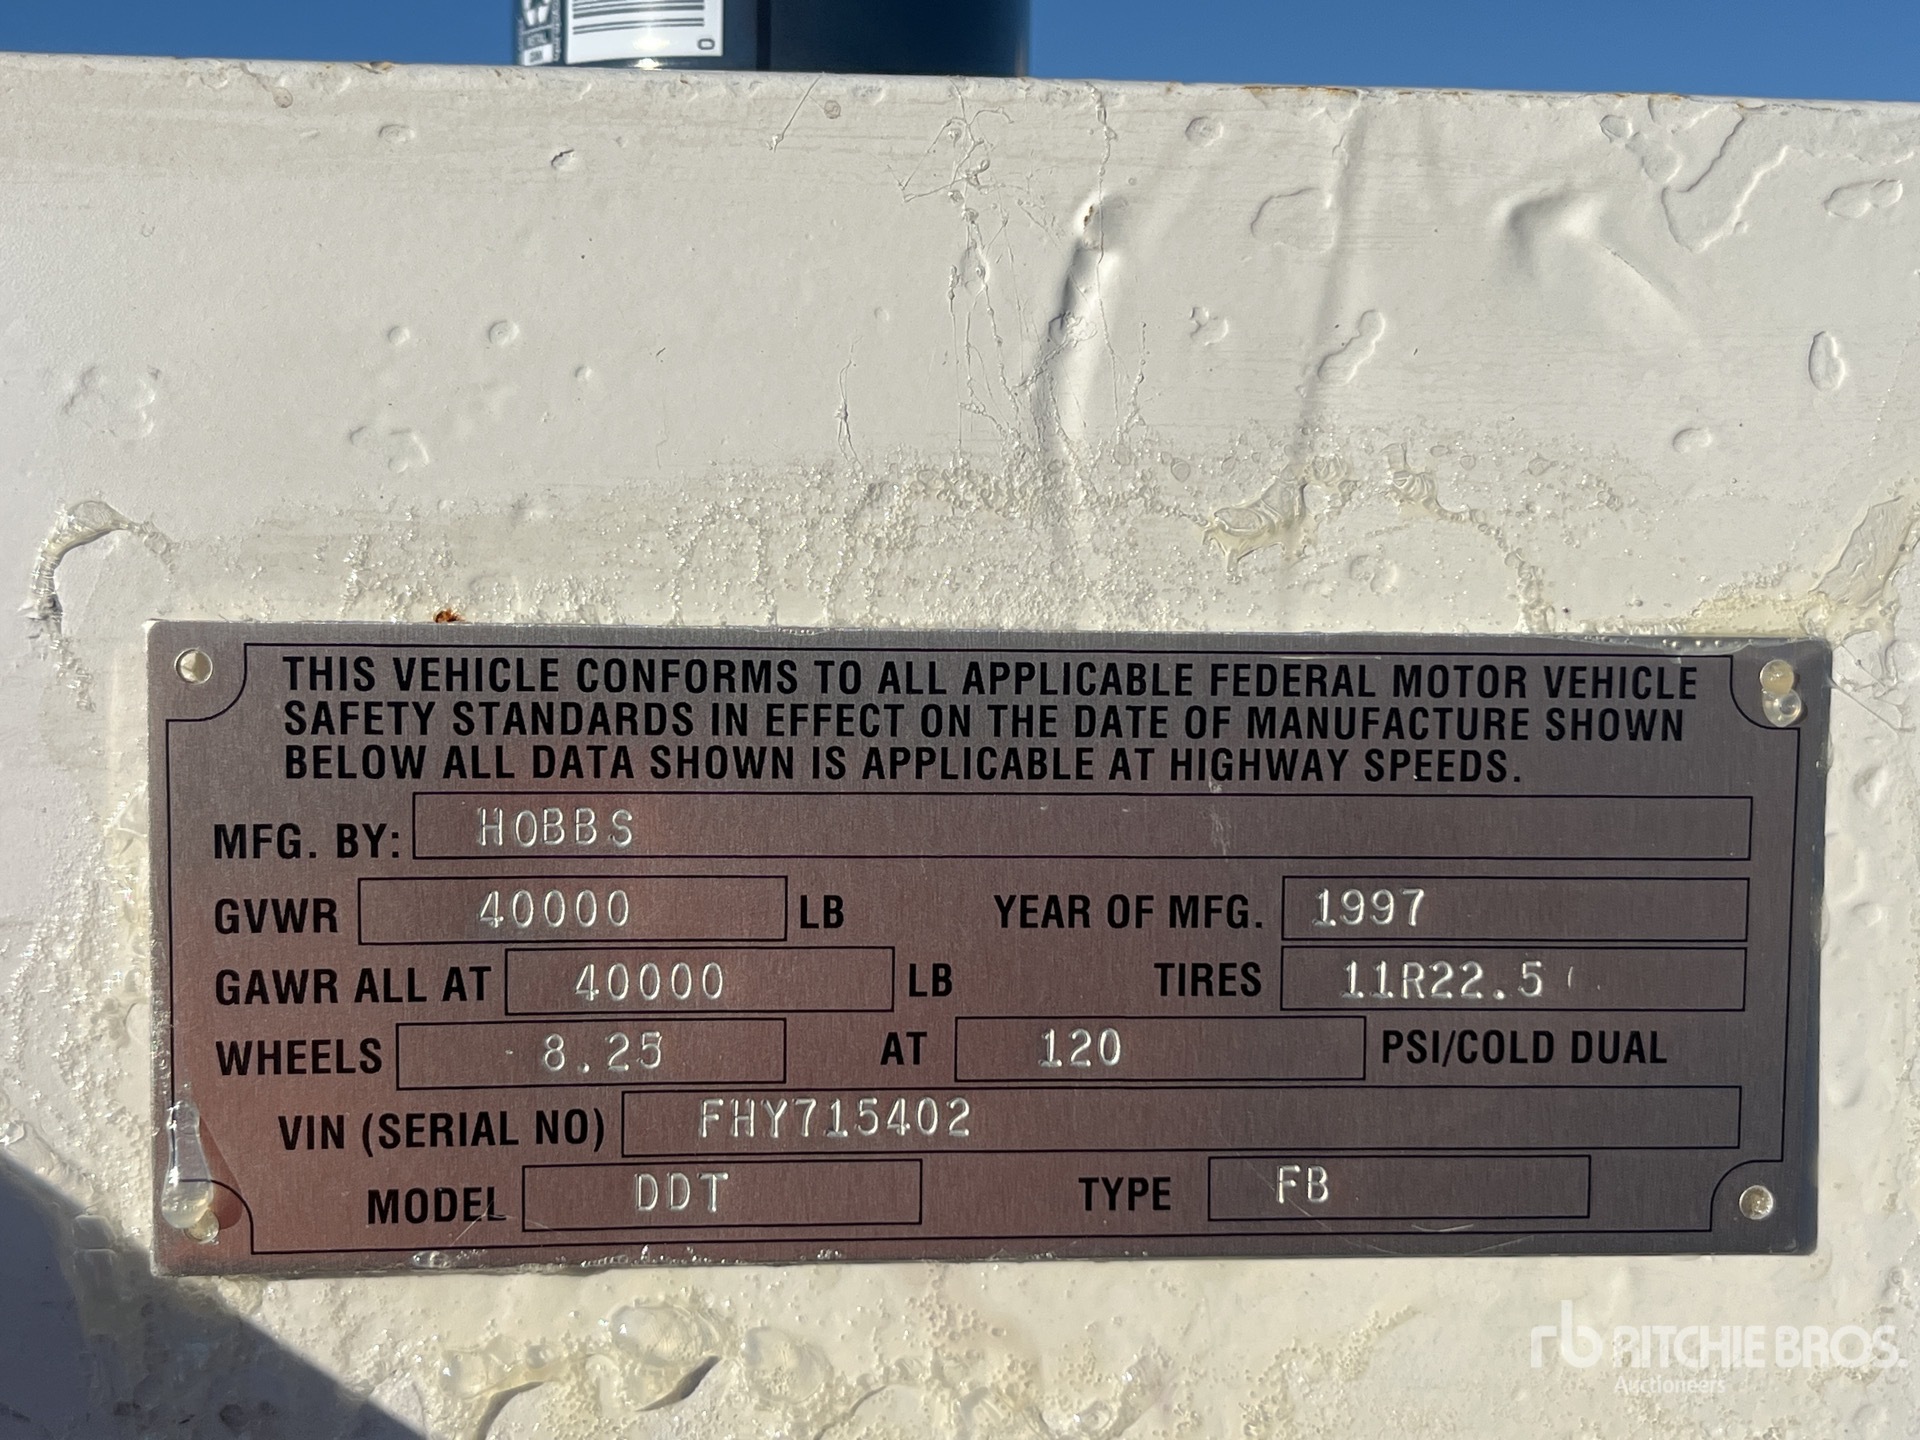 THIS VEHICLE CONFORMS TO ALL APPLICABLE FEDERAL MOTOR VEHICLE
SAFETY STANDARDS IN EFFECT ON THE DATE OF MANUFACTURE SHOWN
BELOW ALL DATA SHOWN IS APPLICABLE AT HIGHWAY SPEEDS.
MFG. BY: HOBBS
GVWR 40000 LB YEAR OF MFG. 1997
GAWR ALL AT 40000 LB TIRES 11R22.5
WHEELS 8.25 AT 120 PSI/COLD DUAL
VIN (SERIAL NO) FHY715402
MODEL DDT TYPE FB
rb RITCHIE BROS.
Auctioneers